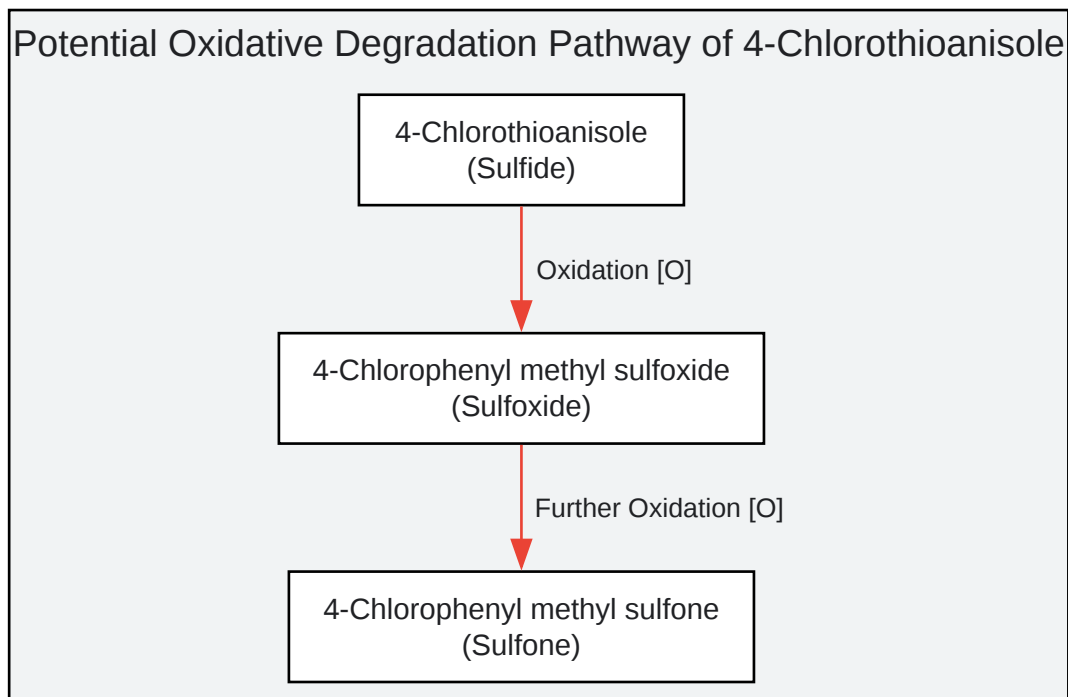 Potential Oxidative Degradation Pathway of 4-Chlorothioanisole
4-Chlorothioanisole
(Sulfide)
Oxidation [O]
4-Chlorophenyl methyl sulfoxide
(Sulfoxide)
Further Oxidation [O]
4-Chlorophenyl methyl sulfone
(Sulfone)